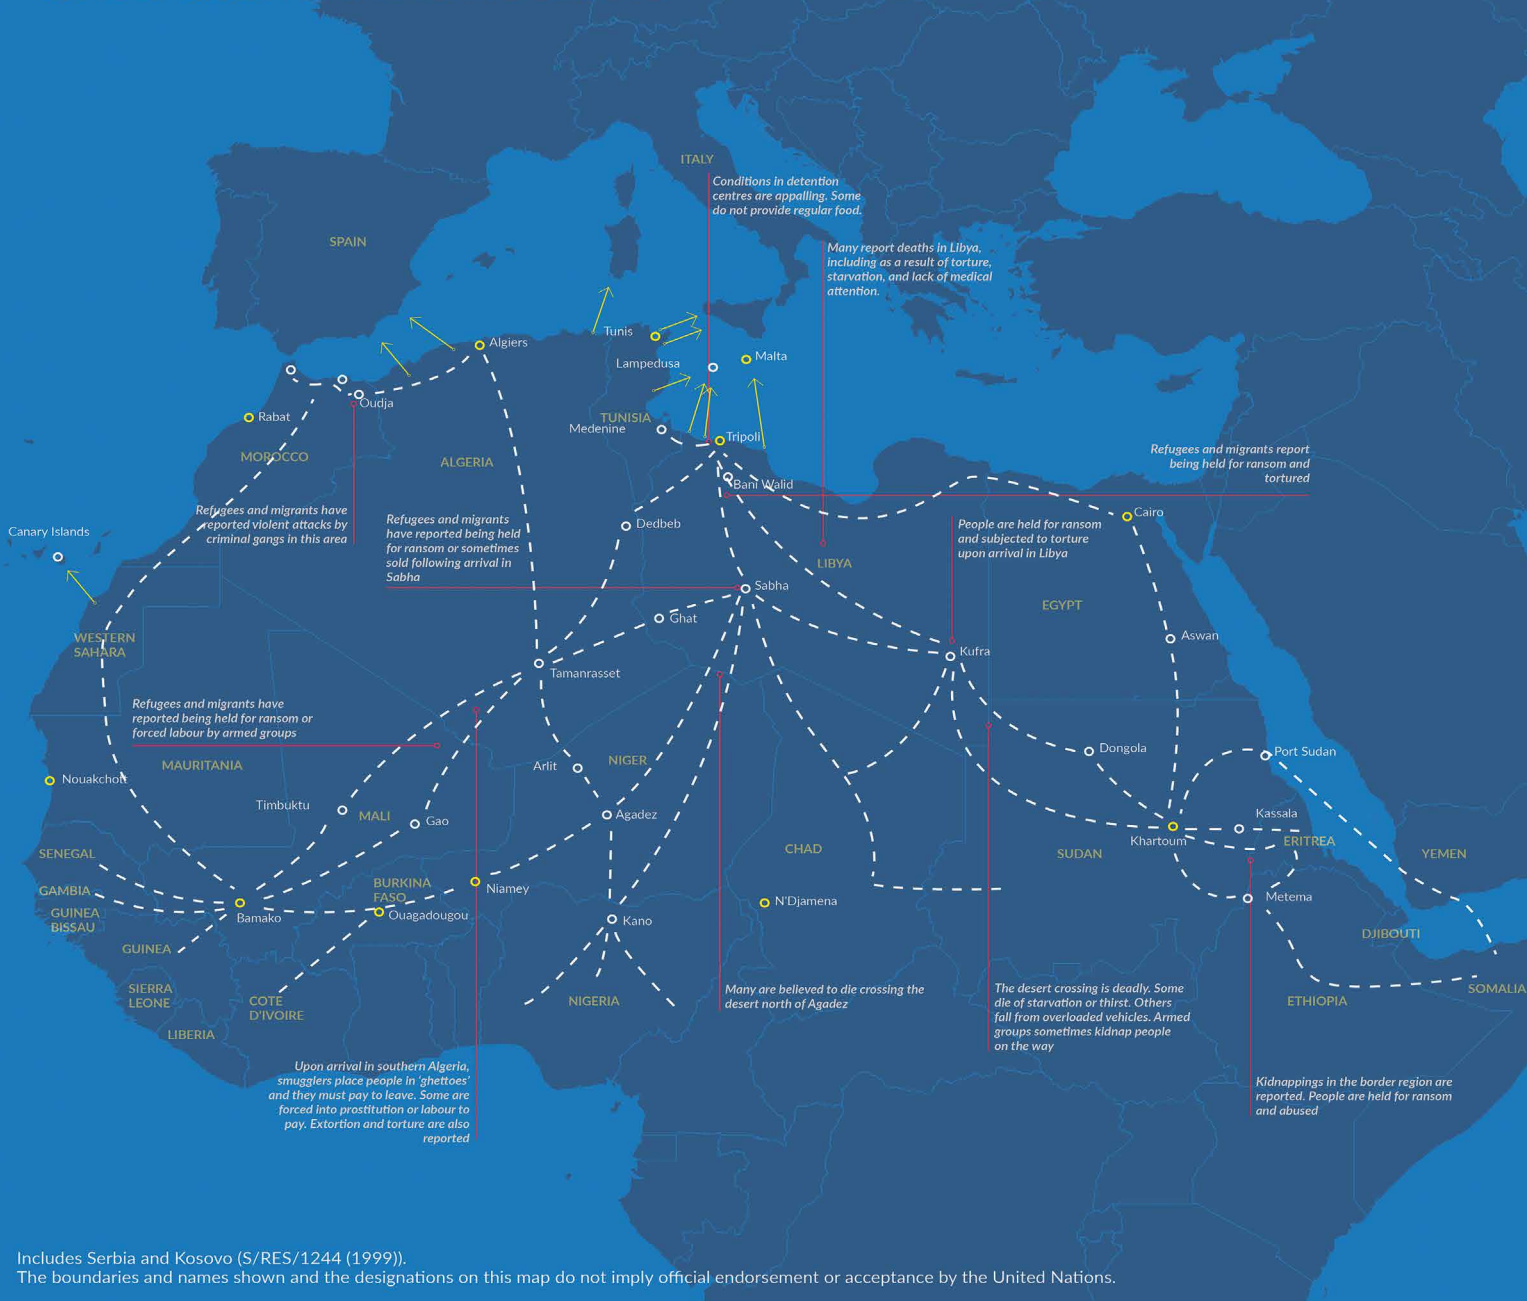 ITALY
Conditions in detention
centres are appalling. Some
do not provide regular food.
SPAIN
Many report deaths in Libya,
including as a result of torture,
starvation, and lack of medical
attention.
Tunis
Algiers
Malta
Lampedusa
Oudja
Rabat
TUNISIA
Medenine
Tripoli
MOROCCO
ALGERIA
Refugees and migrants report
being held for ransom and
tortured
Bani Walid
Refugees and migrants have
reported violent attacks by
criminal gangs in this area
Refugees and migrants
have reported being held
for ransom or sometimes
sold following arrival in
Sabha
Dedbeb
Cairo
People are held for ransom
and subjected to torture
upon arrival in Libya
Canary Islands
LIBYA
Sabha
EGYPT
Ghat
WESTERN
SAHARA
Aswan
Kufra
Tamanrasset
Refugees and migrants have
reported being held for ransom or
forced labour by armed groups
Dongola
Port Sudan
MAURITANIA
Arlit
NIGER
Nouakchott
Timbuktu
MALI
Gao
Agadez
Kassala
Khartoum
ERITREA
SENEGAL
CHAD
SUDAN
YEMEN
GAMBIA
BURKINA
FASO
Niamey
Metema
GUINEA
BISSAU
Bamako
Ouagadougou
Kano
N'Djamena
DJIBOUTI
GUINEA
SIERRA
LEONE
COTE
D'IVOIRE
NIGERIA
Many are believed to die crossing the
desert north of Agadez
The desert crossing is deadly. Some
die of starvation or thirst. Others
fall from overloaded vehicles. Armed
groups sometimes kidnap people
on the way
ETHIOPIA
SOMALIA
LIBERIA
Upon arrival in southern Algeria,
smugglers place people in 'ghettoes'
and they must pay to leave. Some are
forced into prostitution or labour to
pay. Extortion and torture are also
reported
Kidnappings in the border region are
reported. People are held for ransom
and abused
Includes Serbia and Kosovo (S/RES/1244 (1999)).
The boundaries and names shown and the designations on this map do not imply official endorsement or acceptance by the United Nations.